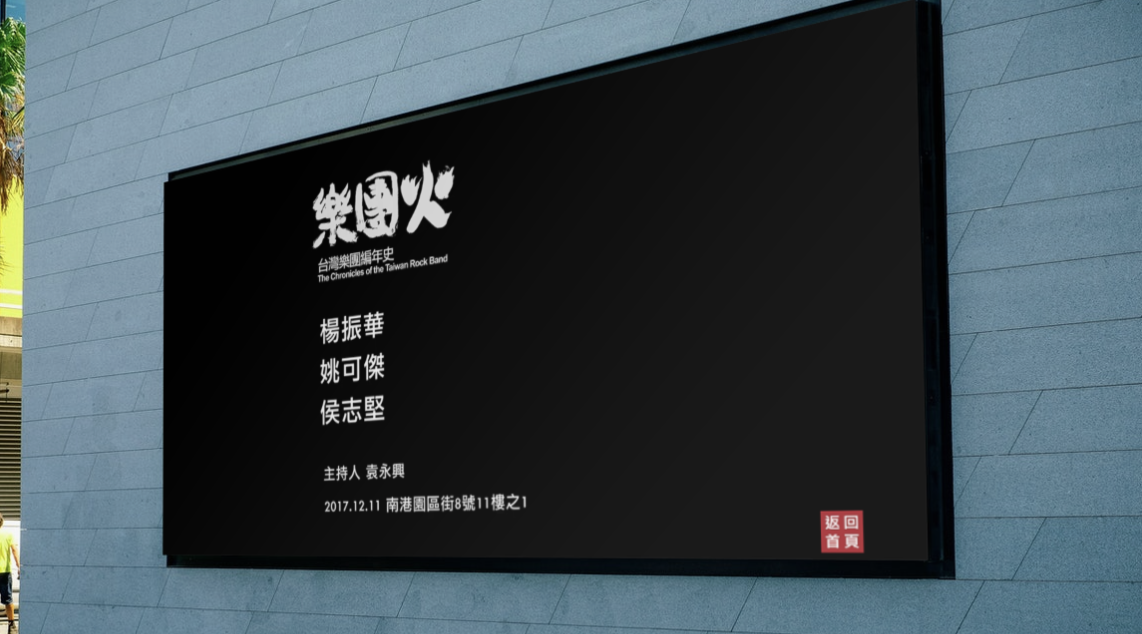 樂團火
台灣樂團編年史
The Chronicles of the Taiwan Rock Band
楊振華
姚可傑
侯志堅
主持人 袁永興
2017.12.11 南港園區街8號11樓之1
返回
首頁